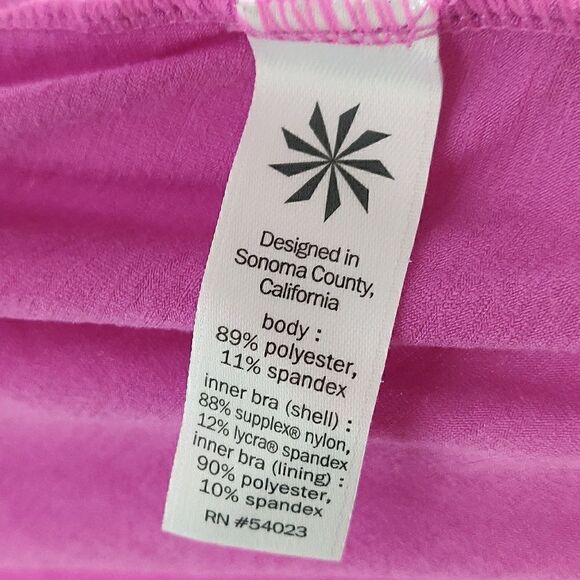 Designed in
Sonoma County,
California
body :
89% polyester,
11% spandex
inner bra (shell) :
88% supplex® nylon,
12% lycra® spandex
inner bra (lining) :
90% polyester,
10% spandex
RN #54023